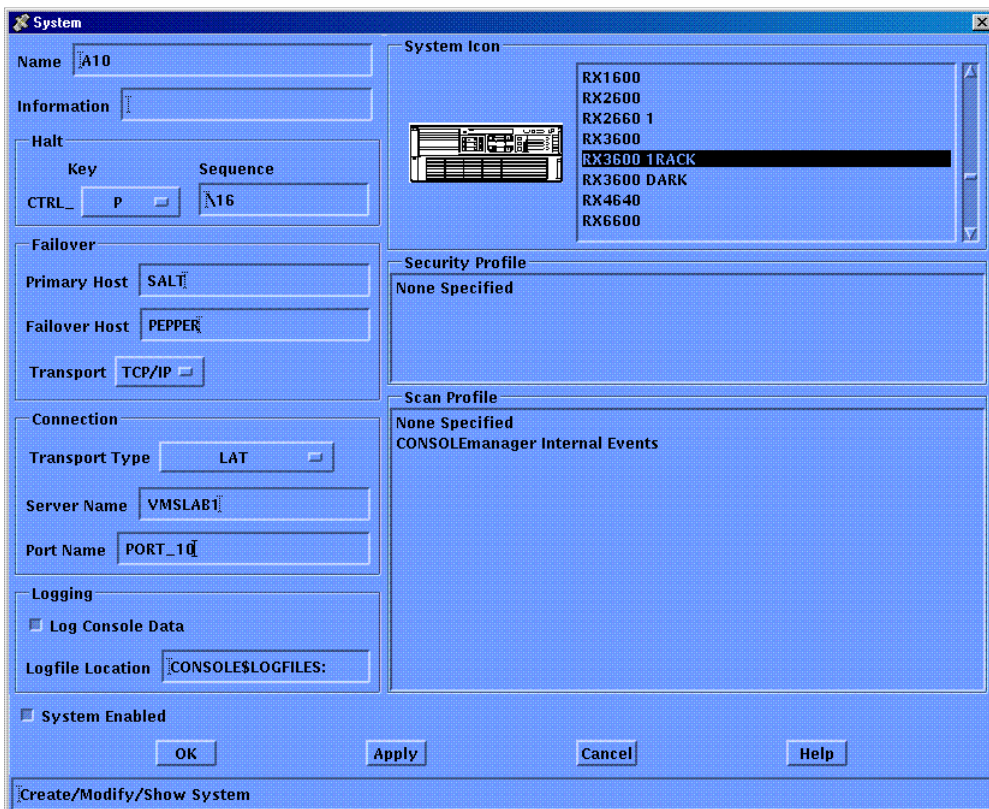 System
Name A10
Information
Halt
Key Sequence
CTRL_ P \16
Failover
Primary Host SALT
Failover Host PEPPER
Transport TCP/IP
Connection
Transport Type LAT
Server Name VMSLAB1
Port Name PORT_10
Logging
Log Console Data
Logfile Location CONSOLE$LOGFILES:
System Icon
RX1600
RX2600
RX2660 1
RX3600
RX3600 1RACK
RX3600 DARK
RX4640
RX6600
Security Profile
None Specified
Scan Profile
None Specified
CONSOLEmanager Internal Events
System Enabled
OK Apply Cancel Help
Create/Modify/Show System